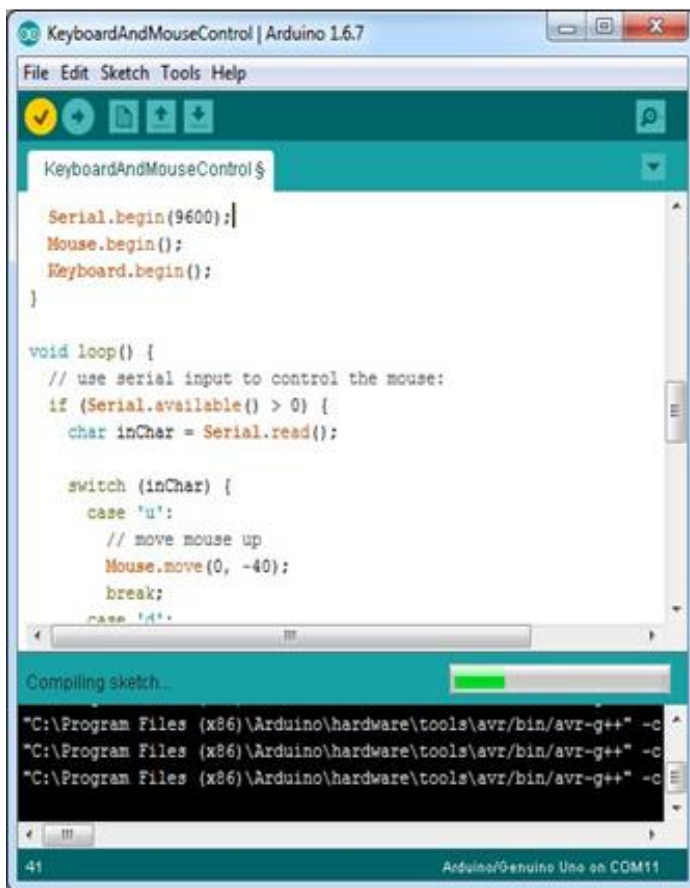 KeyboardAndMouseControl | Arduino 1.6.7
File Edit Sketch Tools Help
KeyboardAndMouseControl §
Serial.begin(9600);
Mouse.begin();
Keyboard.begin();
}
void loop() {
// use serial input to control the mouse:
if (Serial.available() > 0) {
char inChar = Serial.read();
switch (inChar) {
case 'u':
// move mouse up
Mouse.move(0, -40);
break;
case 'd':
Compiling sketch...
"C:\Program Files (x86)\Arduino\hardware\tools\avr/bin/avr-g++" -c
"C:\Program Files (x86)\Arduino\hardware\tools\avr/bin/avr-g++" -c
"C:\Program Files (x86)\Arduino\hardware\tools\avr/bin/avr-g++" -c
41
Arduino/Genuino Uno on COM11